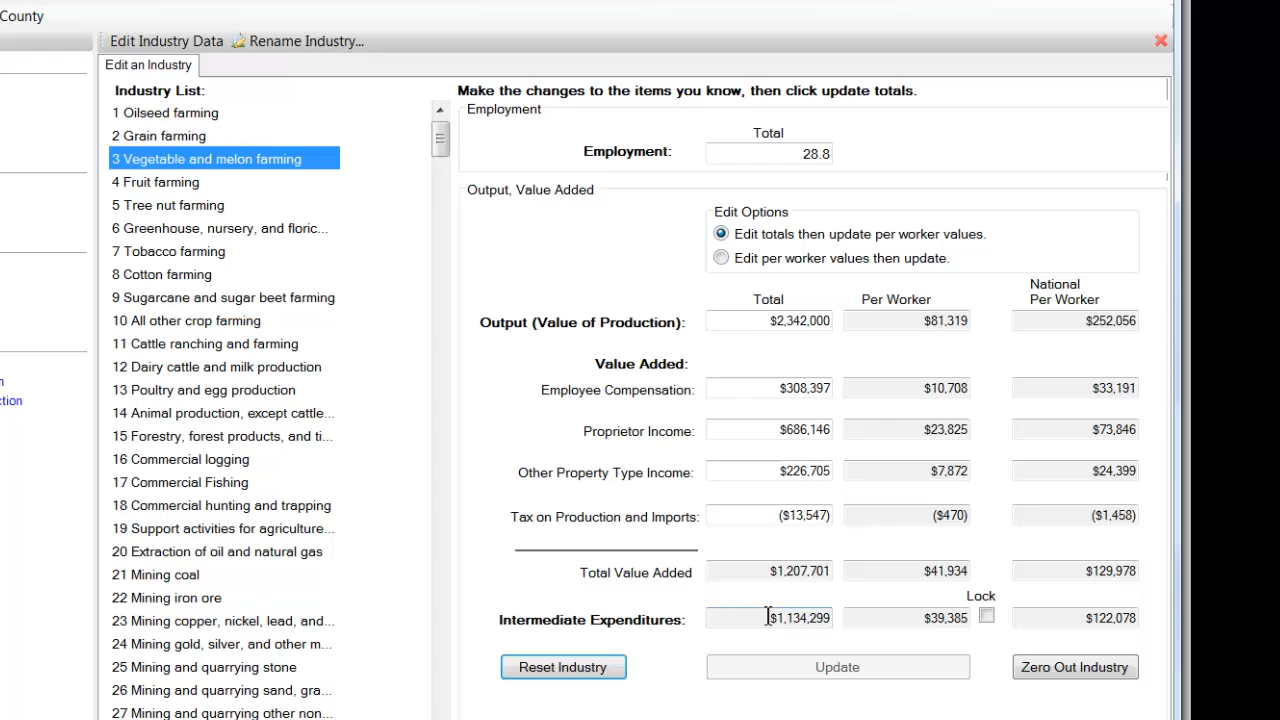 County
Edit Industry Data Rename Industry...
Edit an Industry
Industry List:
1 Oilseed farming
2 Grain farming
3 Vegetable and melon farming
4 Fruit farming
5 Tree nut farming
6 Greenhouse, nursery, and floric...
7 Tobacco farming
8 Cotton farming
9 Sugarcane and sugar beet farming
10 All other crop farming
11 Cattle ranching and farming
12 Dairy cattle and milk production
13 Poultry and egg production
14 Animal production, except cattle...
15 Forestry, forest products, and ti...
16 Commercial logging
17 Commercial Fishing
18 Commercial hunting and trapping
19 Support activities for agriculture...
20 Extraction of oil and natural gas
21 Mining coal
22 Mining iron ore
23 Mining copper, nickel, lead, and...
24 Mining gold, silver, and other m...
25 Mining and quarrying stone
26 Mining and quarrying sand, gra...
27 Mining and quarrying other non...
Make the changes to the items you know, then click update totals.
Employment
Total
Employment: 28.8
Output, Value Added
Edit Options
Edit totals then update per worker values.
Edit per worker values then update.
National
Total Per Worker Per Worker
Output (Value of Production): $2,342,000 $81,319 $252,056
Value Added:
Employee Compensation: $308,397 $10,708 $33,191
Proprietor Income: $686,146 $23,825 $73,846
Other Property Type Income: $226,705 $7,872 $24,399
Tax on Production and Imports: ($13,547) ($470) ($1,458)
Total Value Added $1,207,701 $41,934 $129,978
Lock
Intermediate Expenditures: $1,134,299 $39,385 $122,078
Reset Industry Update Zero Out Industry
n
ction